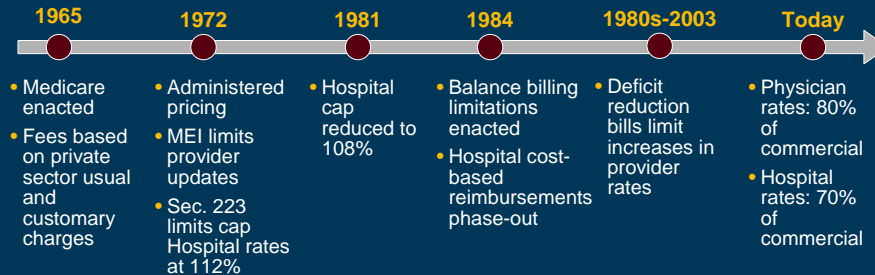 1965
• Medicare
enacted
• Fees based
on private
sector usual
and
customary
charges
1972
• Administered
pricing
• MEI limits
provider
updates
• Sec. 223
limits cap
Hospital rates
at 112%
1981
• Hospital
cap
reduced to
108%
1984
• Balance billing
limitations
enacted
• Hospital cost-
based
reimbursements
phase-out
1980s-2003
• Deficit
reduction
bills limit
increases in
provider
rates
Today
• Physician
rates: 80%
of
commercial
• Hospital
rates: 70%
of
commercial